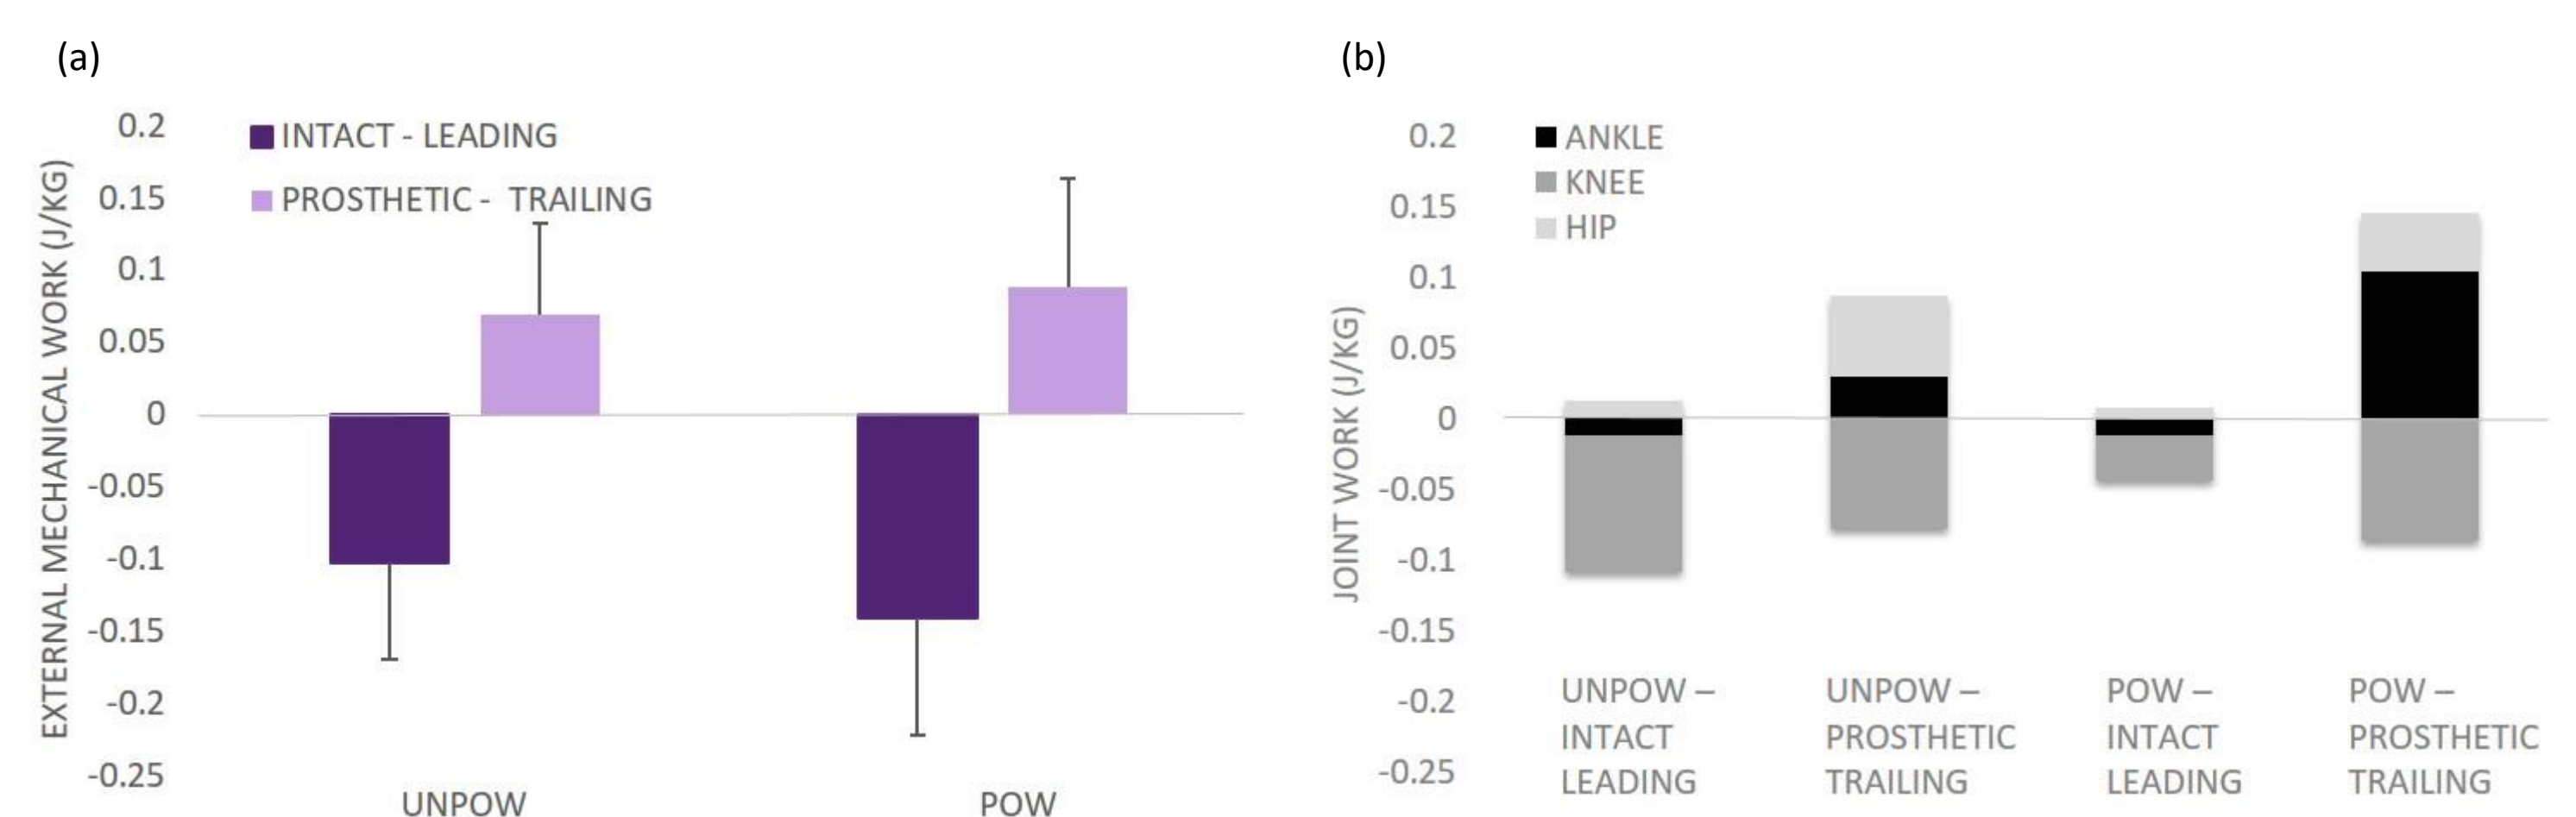 (a)
EXTERNAL MECHANICAL WORK (J/KG)
0.2
0.15
0.1
0.05
0
-0.05
-0.1
-0.15
-0.2
-0.25
INTACT - LEADING
PROSTHETIC - TRAILING
UNPOW
POW
(b)
JOINT WORK (J/KG)
0.2
0.15
0.1
0.05
0
-0.05
-0.1
-0.15
-0.2
-0.25
ANKLE
KNEE
HIP
UNPOW –
INTACT
LEADING
UNPOW –
PROSTHETIC
TRAILING
POW –
INTACT
LEADING
POW –
PROSTHETIC
TRAILING